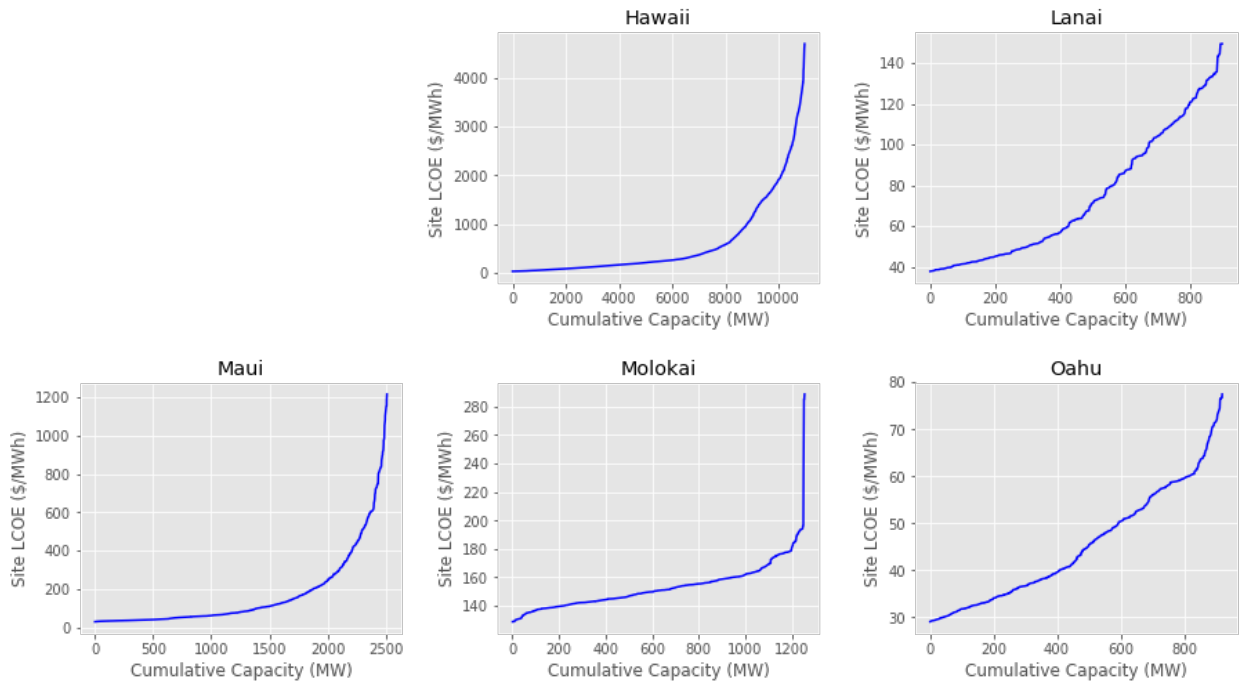 Hawaii
Site LCOE ($/MWh)
4000
3000
2000
1000
0
0 2000 4000 6000 8000 10000
Cumulative Capacity (MW)
Lanai
Site LCOE ($/MWh)
140
120
100
80
60
40
0 200 400 600 800
Cumulative Capacity (MW)
Maui
Site LCOE ($/MWh)
1200
1000
800
600
400
200
0
0 500 1000 1500 2000 2500
Cumulative Capacity (MW)
Molokai
Site LCOE ($/MWh)
280
260
240
220
200
180
160
140
0 200 400 600 800 1000 1200
Cumulative Capacity (MW)
Oahu
Site LCOE ($/MWh)
80
70
60
50
40
30
0 200 400 600 800
Cumulative Capacity (MW)